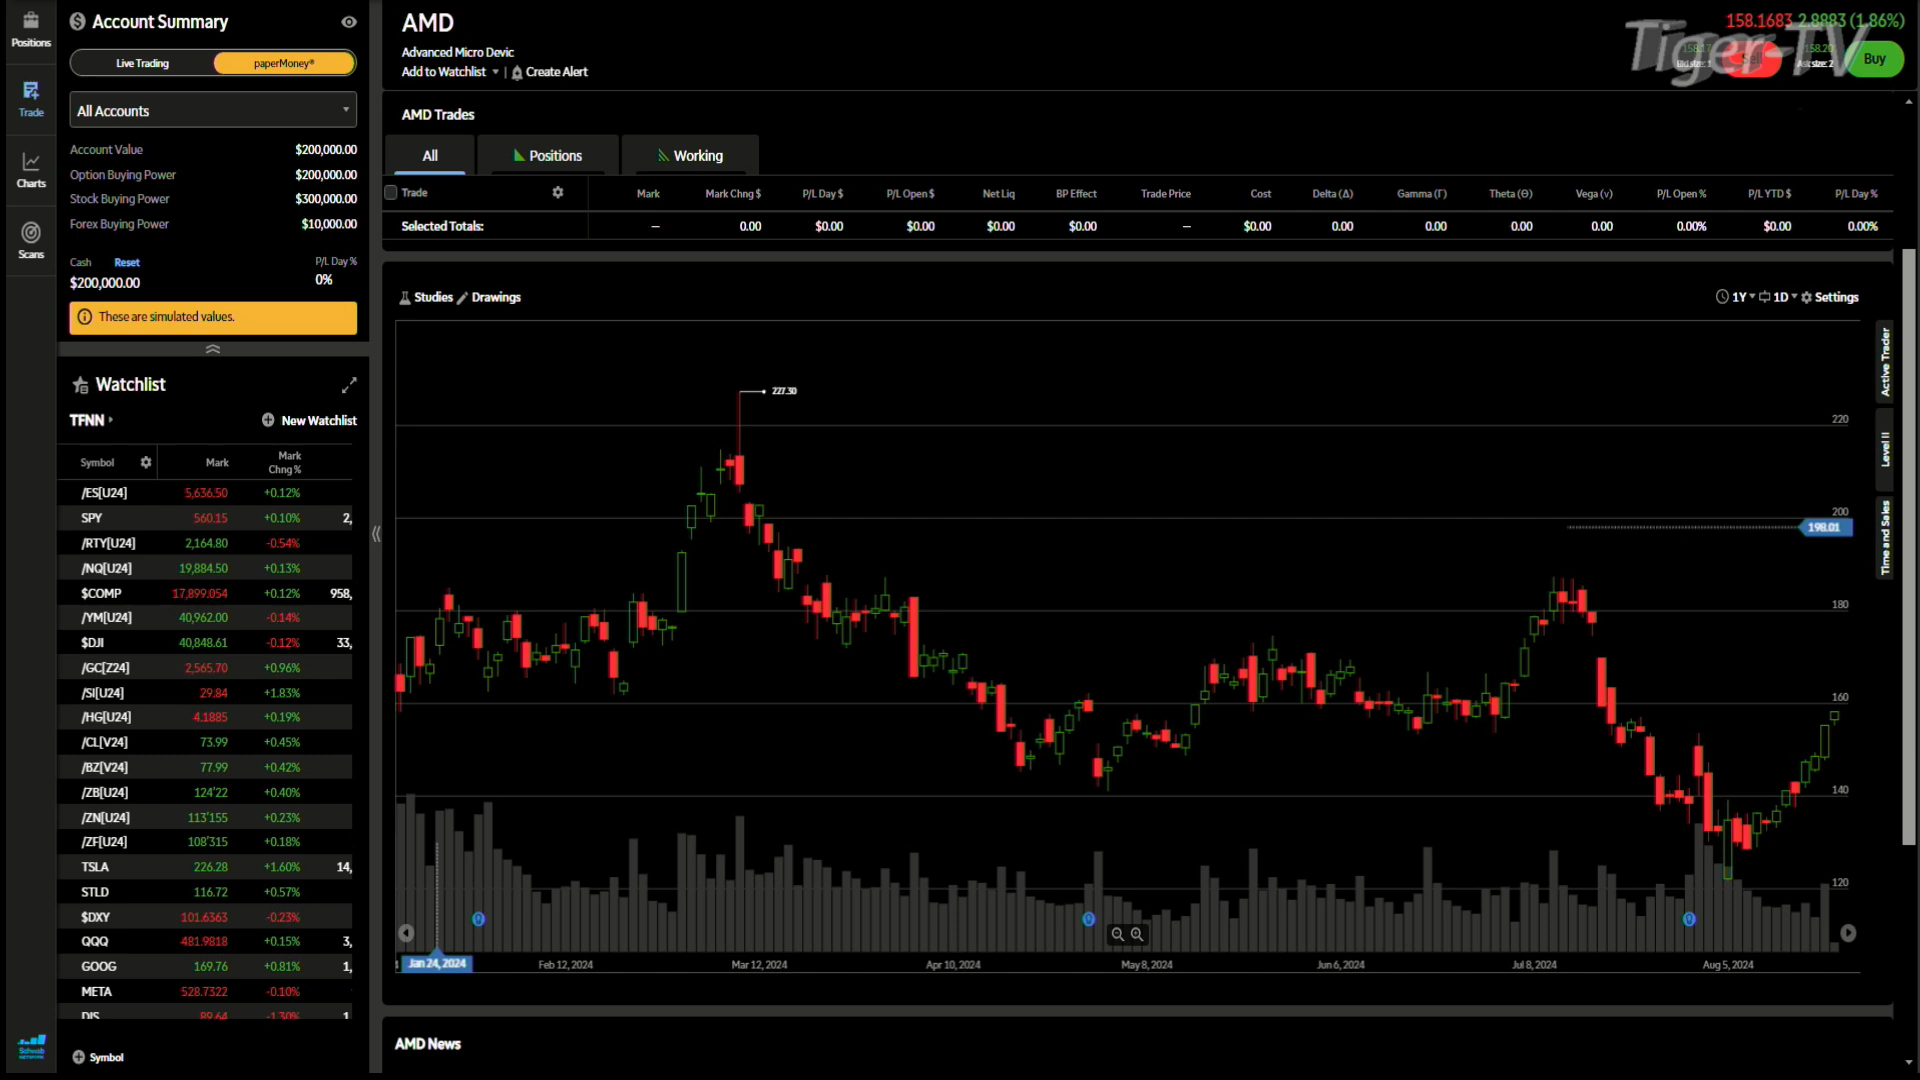 Positions
Trade
Charts
Scans
Account Summary
Live Trading
paperMoney®
All Accounts
Account Value $200,000.00
Option Buying Power $200,000.00
Stock Buying Power $300,000.00
Forex Buying Power $10,000.00
Cash Reset P/L Day %
$200,000.00 0%
These are simulated values.
Watchlist
TFNN
New Watchlist
Symbol Mark Mark Chng %
/ES[U24] 5,636.50 +0.12%
SPY 560.15 +0.10% 2,
/RTY[U24] 2,164.80 -0.54%
/NQ[U24] 19,884.50 +0.13%
$COMP 17,899.054 +0.12% 958,
/YM[U24] 40,962.00 -0.14%
$DJI 40,848.61 -0.12% 33,
/GC[Z24] 2,565.70 +0.96%
/SI[U24] 29.84 +1.83%
/HG[U24] 4.1885 +0.19%
/CL[V24] 73.99 +0.45%
/BZ[V24] 77.99 +0.42%
/ZB[U24] 124'22 +0.40%
/ZN[U24] 113'155 +0.23%
/ZF[U24] 108'315 +0.18%
TSLA 226.28 +1.60% 14,
STLD 116.72 +0.57%
$DXY 101.6363 -0.23%
QQQ 481.9818 +0.15% 3,
GOOG 169.76 +0.81% 1,
META 528.7322 -0.10%
DIS 89.64 -1.30% 1
Symbol
Schwab
NETWORK
AMD
Advanced Micro Devic
Add to Watchlist | Create Alert
158.1683 2.8883 (1.86%)
Tiger-TV
158.20
Ask size: 2
Buy
AMD Trades
All
Positions
Working
Trade Mark Mark Chng $ P/L Day $ P/L Open $ Net Liq BP Effect Trade Price Cost Delta (Δ) Gamma (Γ) Theta (Θ) Vega (ν) P/L Open % P/L YTD $ P/L Day %
Selected Totals: -- 0.00 $0.00 $0.00 $0.00 $0.00 -- $0.00 0.00 0.00 0.00 0.00 0.00% $0.00 0.00%
Studies Drawings
1Y 1D Settings
Active Trader
Level II
Time and Sales
227.30
220
200
198.01
180
160
140
120
Jan 24, 2024
Feb 12, 2024
Mar 12, 2024
Apr 10, 2024
May 8, 2024
Jun 6, 2024
Jul 8, 2024
Aug 5, 2024
AMD News